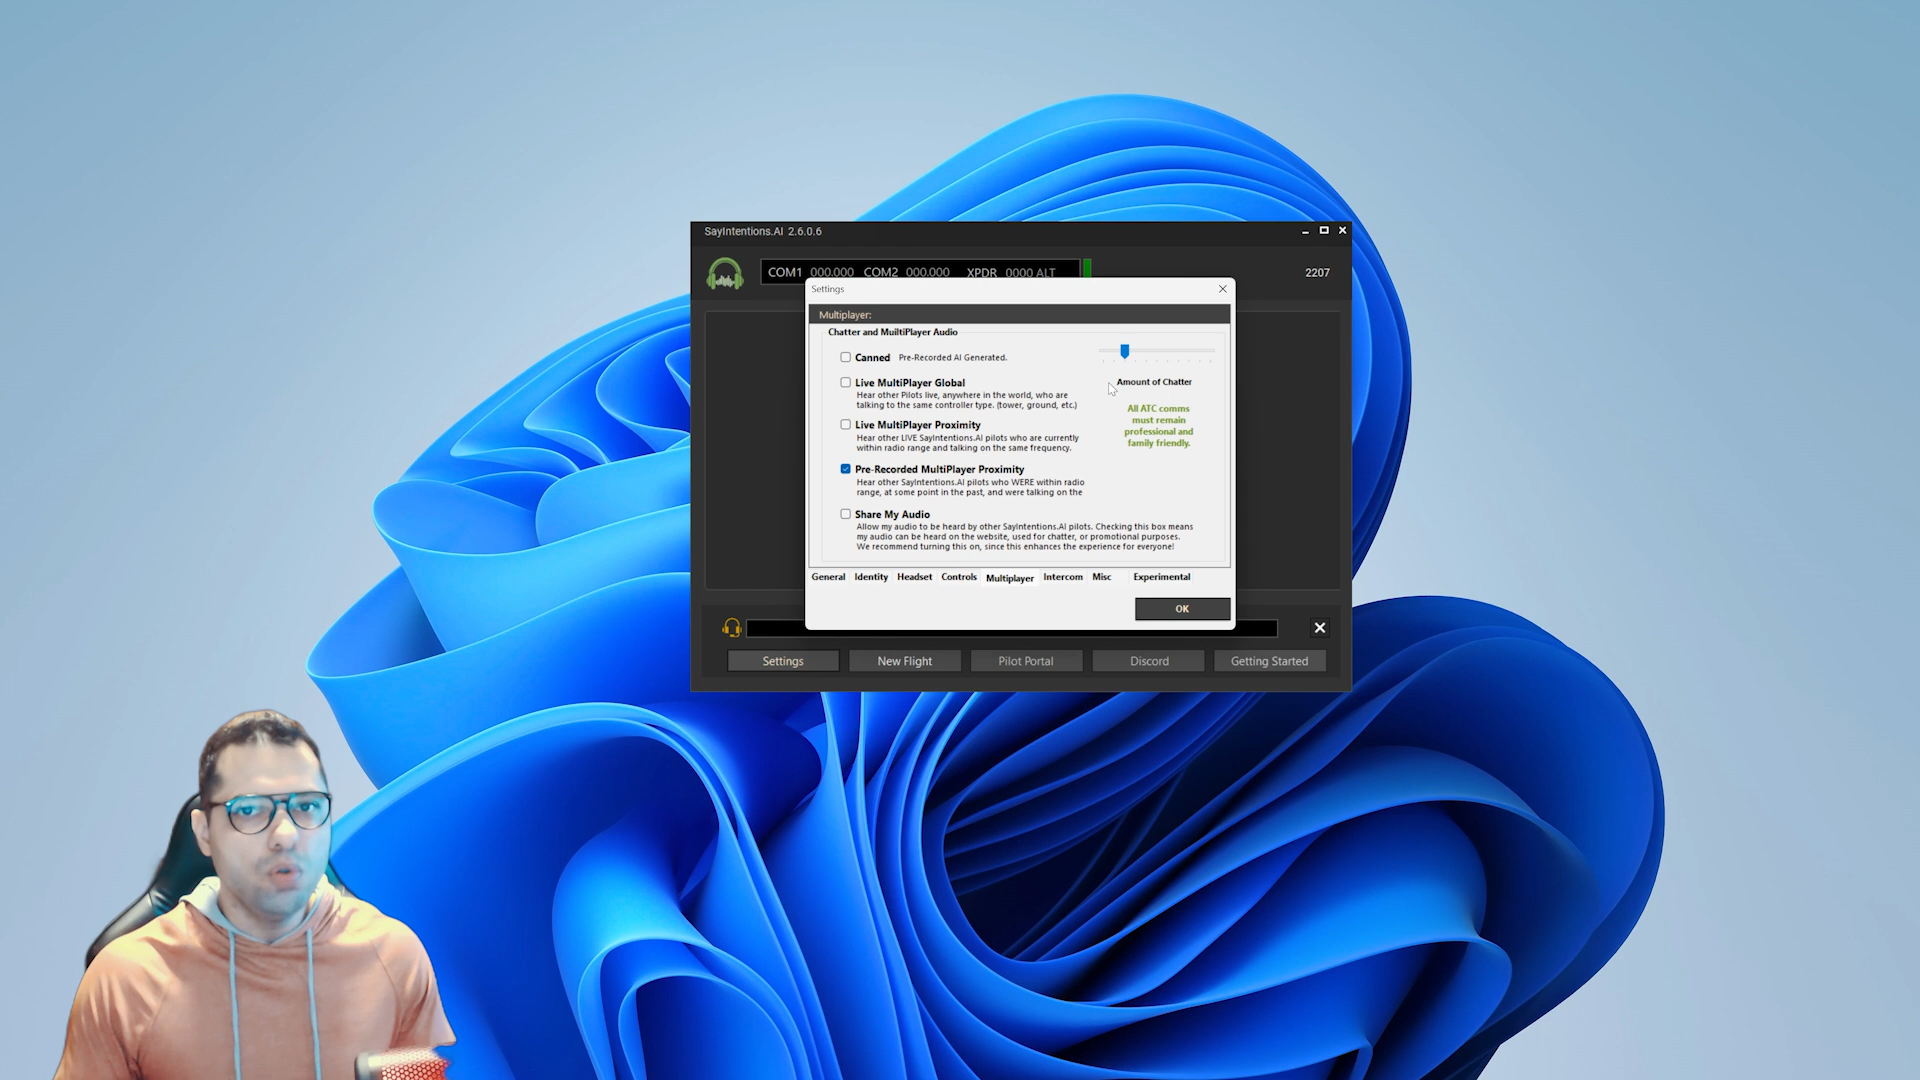 SayIntentions.AI 2.6.0.6
COM1 000.000 COM2 000.000 XPDR 0000 ALT
2207
Settings
Multiplayer:
Chatter and MuiltiPlayer Audio
Canned Pre-Recorded AI Generated.
Live MultiPlayer Global
Hear other Pilots live, anywhere in the world, who are
talking to the same controller type. (tower, ground, etc.)
Live MultiPlayer Proximity
Hear other LIVE SayIntentions.AI pilots who are currently
within radio range and talking on the same frequency.
Pre-Recorded MultiPlayer Proximity
Hear other SayIntentions.AI pilots who WERE within radio
range, at some point in the past, and were talking on the
Share My Audio
Allow my audio to be heard by other SayIntentions.AI pilots. Checking this box means
my audio can be heard on the website, used for chatter, or promotional purposes.
We recommend turning this on, since this enhances the experience for everyone!
Amount of Chatter
All ATC comms
must remain
professional and
family friendly.
General Identity Headset Controls Multiplayer Intercom Misc Experimental
OK
Settings New Flight Pilot Portal Discord Getting Started